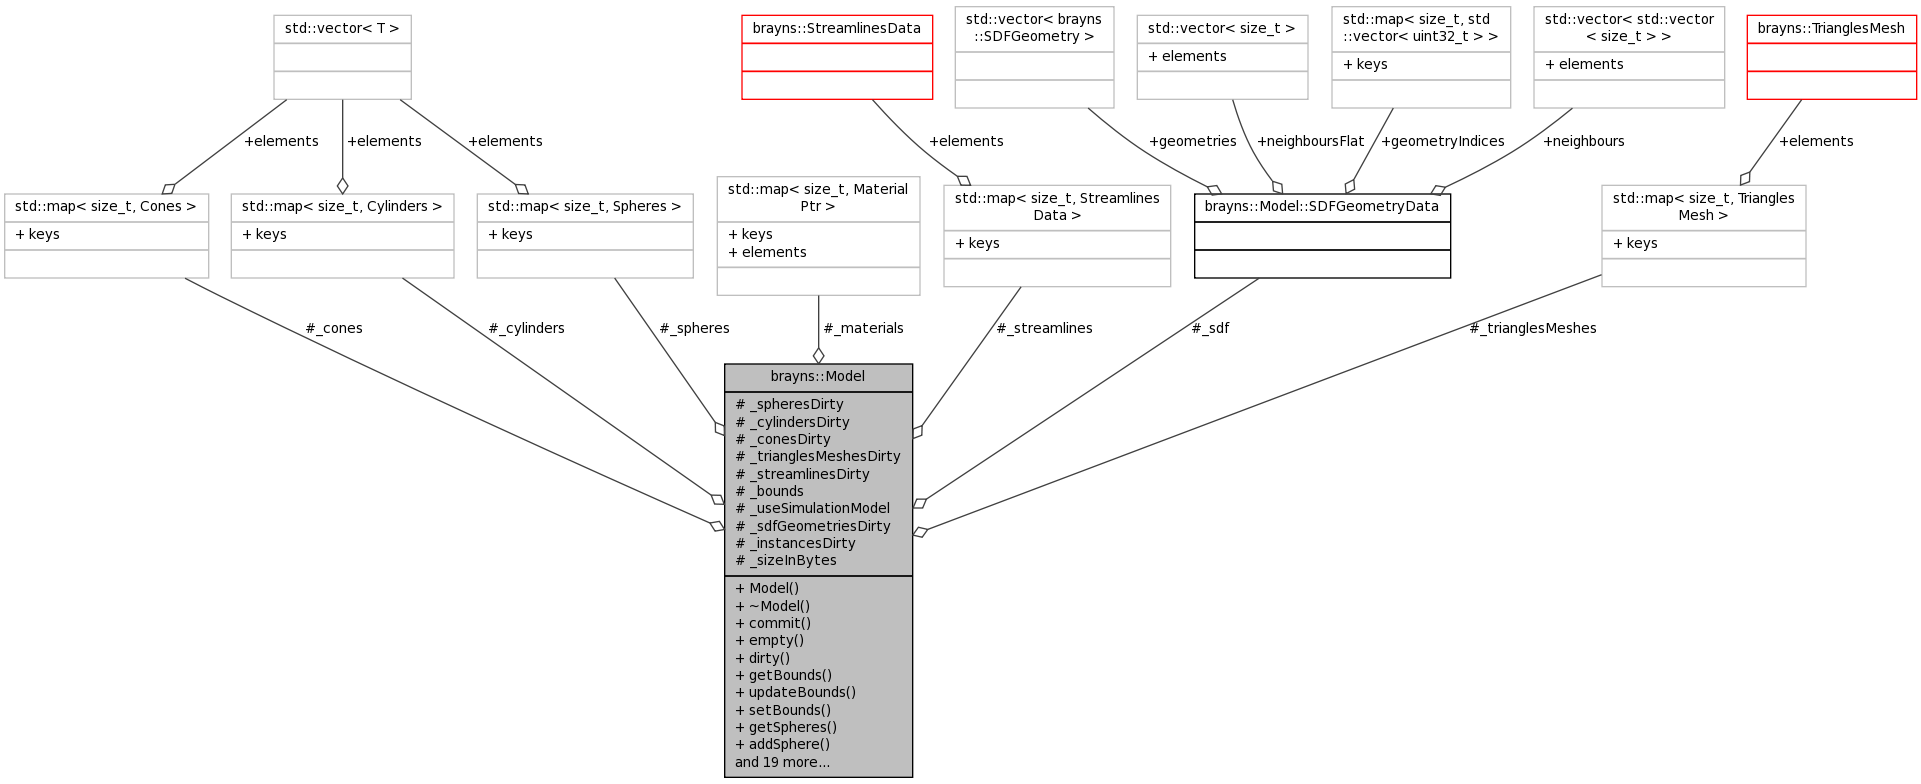 std::vector< T >
brayns::StreamlinesData
std::vector< brayns
::SDFGeometry >
std::vector< size_t >
+ elements
std::map< size_t, std
::vector< uint32_t > >
+ keys
std::vector< std::vector
< size_t > >
+ elements
brayns::TrianglesMesh
+elements
+elements
+elements
+elements
+geometries
+neighboursFlat
+geometryIndices
+neighbours
+elements
std::map< size_t, Cones >
+ keys
std::map< size_t, Cylinders >
+ keys
std::map< size_t, Spheres >
+ keys
std::map< size_t, Material
Ptr >
+ keys
+ elements
std::map< size_t, Streamlines
Data >
+ keys
brayns::Model::SDFGeometryData
std::map< size_t, Triangles
Mesh >
+ keys
#_cones
#_cylinders
#_spheres
#_materials
#_streamlines
#_sdf
#_trianglesMeshes
brayns::Model
# _spheresDirty
# _cylindersDirty
# _conesDirty
# _trianglesMeshesDirty
# _streamlinesDirty
# _bounds
# _useSimulationModel
# _sdfGeometriesDirty
# _instancesDirty
# _sizeInBytes
+ Model()
+ ~Model()
+ commit()
+ empty()
+ dirty()
+ getBounds()
+ updateBounds()
+ setBounds()
+ getSpheres()
+ addSphere()
and 19 more...